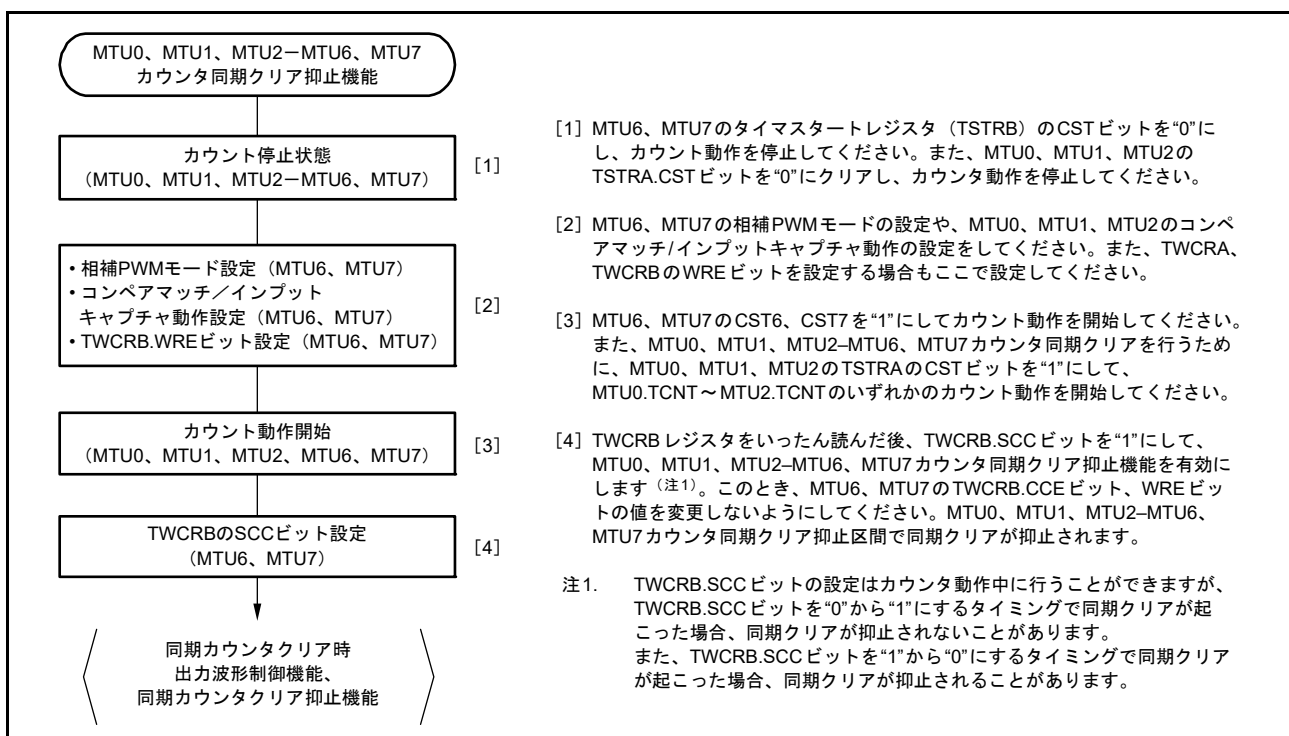 MTU0、MTU1、MTU2－MTU6、MTU7
カウンタ同期クリア抑止機能
カウント停止状態
（MTU0、MTU1、MTU2－MTU6、MTU7）
[1]
• 相補PWMモード設定（MTU6、MTU7）
• コンペアマッチ／インプット
キャプチャ動作設定（MTU6、MTU7）
• TWCRB.WREビット設定（MTU6、MTU7）
[2]
カウント動作開始
（MTU0、MTU1、MTU2、MTU6、MTU7）
[3]
TWCRBのSCCビット設定
（MTU6、MTU7）
[4]
同期カウンタクリア時
出力波形制御機能、
同期カウンタクリア抑止機能
[1] MTU6、MTU7のタイマスタートレジスタ（TSTRB）のCSTビットを“0”に
し、カウント動作を停止してください。また、MTU0、MTU1、MTU2の
TSTRA.CSTビットを“0”にクリアし、カウンタ動作を停止してください。
[2] MTU6、MTU7の相補PWMモードの設定や、MTU0、MTU1、MTU2のコンペ
アマッチ/インプットキャプチャ動作の設定をしてください。また、TWCRA、
TWCRBのWREビットを設定する場合もここで設定してください。
[3] MTU6、MTU7のCST6、CST7を“1”にしてカウント動作を開始してください。
また、MTU0、MTU1、MTU2–MTU6、MTU7カウンタ同期クリアを行うため
に、MTU0、MTU1、MTU2のTSTRAのCSTビットを“1”にして、
MTU0.TCNT～MTU2.TCNTのいずれかのカウント動作を開始してください。
[4] TWCRBレジスタをいったん読んだ後、TWCRB.SCCビットを“1”にして、
MTU0、MTU1、MTU2–MTU6、MTU7カウンタ同期クリア抑止機能を有効に
します（注1）。このとき、MTU6、MTU7のTWCRB.CCEビット、WREビッ
トの値を変更しないようにしてください。MTU0、MTU1、MTU2–MTU6、
MTU7カウンタ同期クリア抑止区間で同期クリアが抑止されます。
注1. TWCRB.SCCビットの設定はカウンタ動作中に行うことができますが、
TWCRB.SCCビットを“0”から“1”にするタイミングで同期クリアが起
こった場合、同期クリアが抑止されないことがあります。
また、TWCRB.SCCビットを“1”から“0”にするタイミングで同期クリア
が起こった場合、同期クリアが抑止されることがあります。